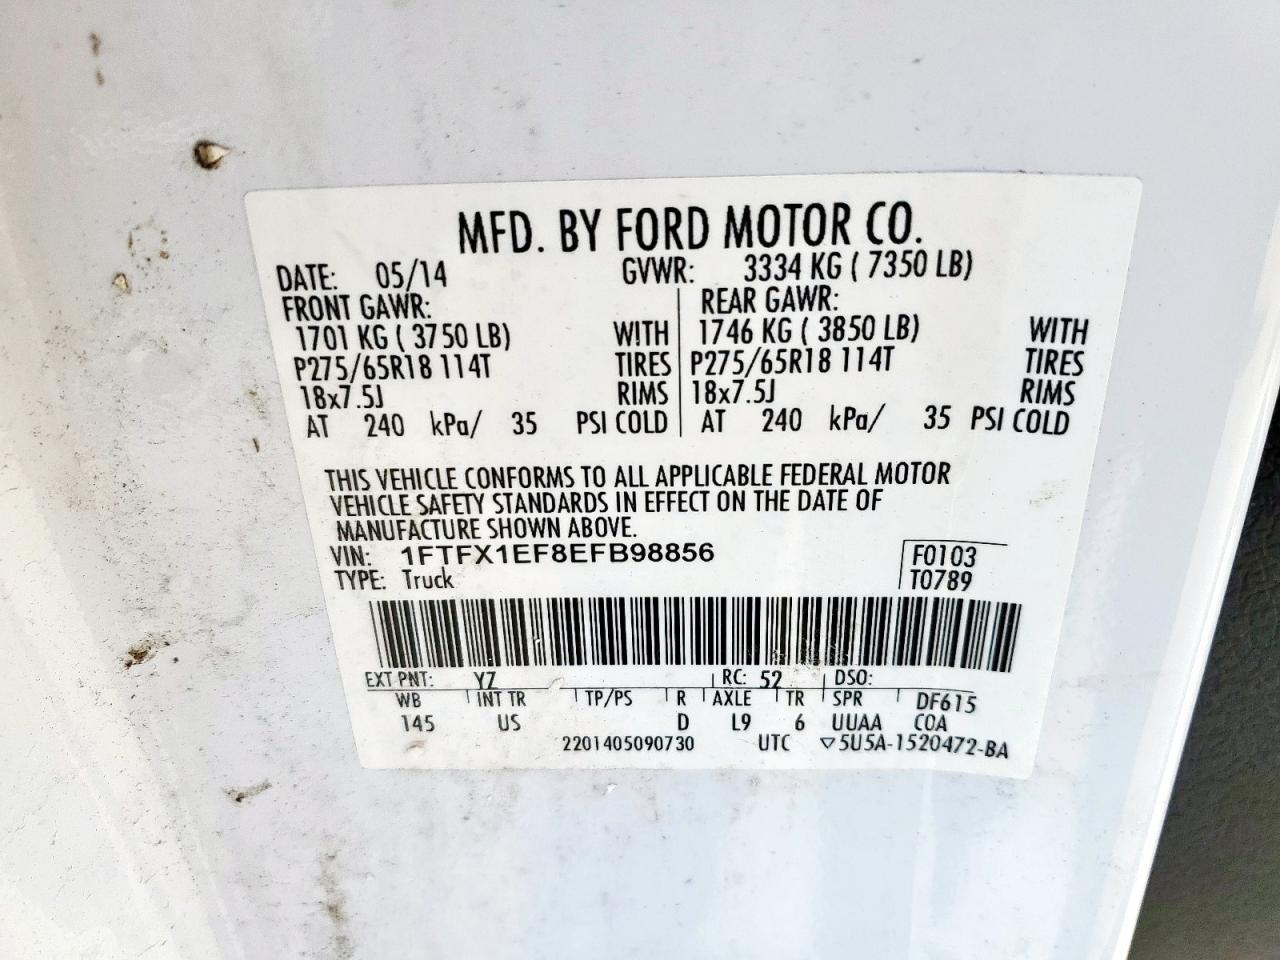 MFD. BY FORD MOTOR CO.
DATE: 05/14 GVWR: 3334 KG ( 7350 LB)
FRONT GAWR: REAR GAWR:
1701 KG ( 3750 LB) WITH 1746 KG ( 3850 LB) WITH
P275/65R18 114T TIRES P275/65R18 114T TIRES
18x7.5J RIMS 18x7.5J RIMS
AT 240 kPa/ 35 PSI COLD AT 240 kPa/ 35 PSI COLD
THIS VEHICLE CONFORMS TO ALL APPLICABLE FEDERAL MOTOR
VEHICLE SAFETY STANDARDS IN EFFECT ON THE DATE OF
MANUFACTURE SHOWN ABOVE.
VIN: 1FTFX1EF8EFB98856 F0103
TYPE: Truck T0789
EXT PNT: YZ RC: 52 DSO:
WB INT TR TP/PS R AXLE TR SPR DF615
145 US D L9 6 UUAA COA
2201405090730 UTC ▽5U5A-1520472-BA